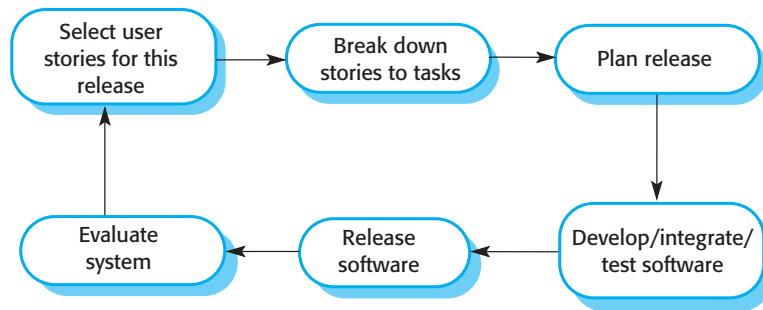 Select user
stories for this
release
Break down
stories to tasks
Plan release
Evaluate
system
Release
software
Develop/integrate/
test software